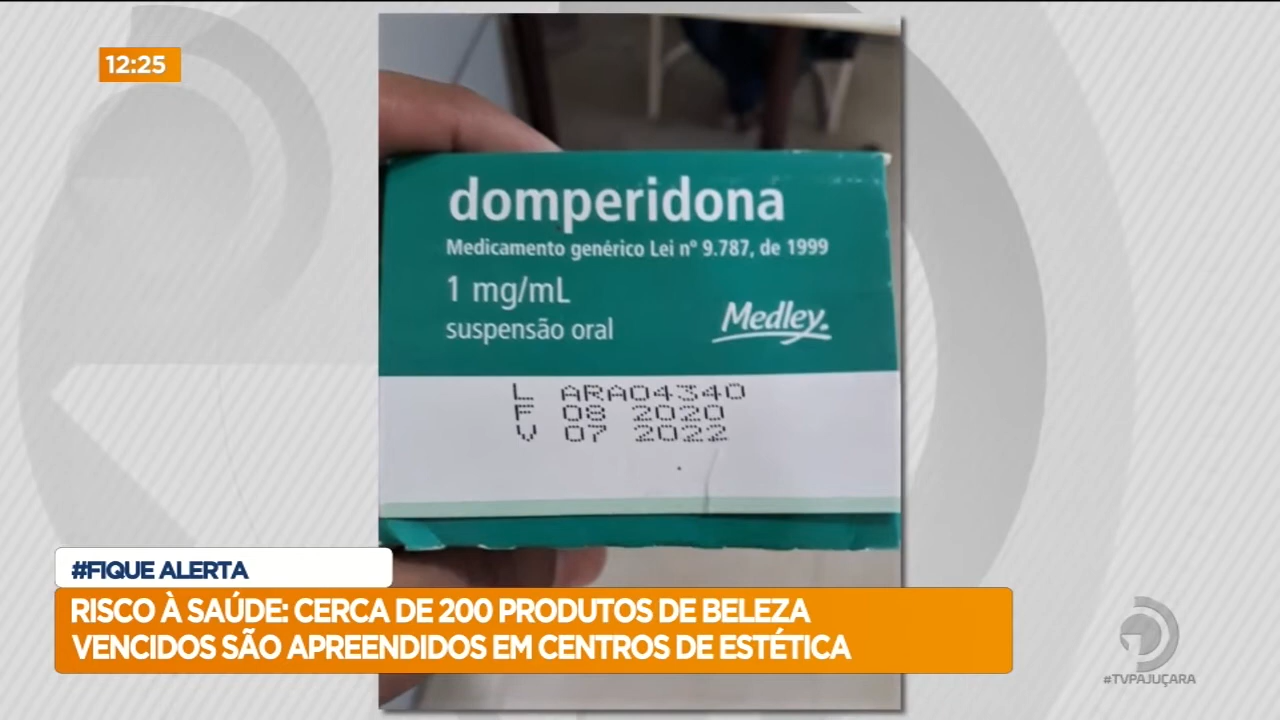 12:25
domperidona
Medicamento genérico Lei nº 9.787, de 1999
1 mg/mL
suspensão oral
Medley.
L ARA04340
F 08 2020
V 07 2022
#FIQUE ALERTA
RISCO À SAÚDE: CERCA DE 200 PRODUTOS DE BELEZA
VENCIDOS SÃO APREENDIDOS EM CENTROS DE ESTÉTICA
#TVPAJUÇARA